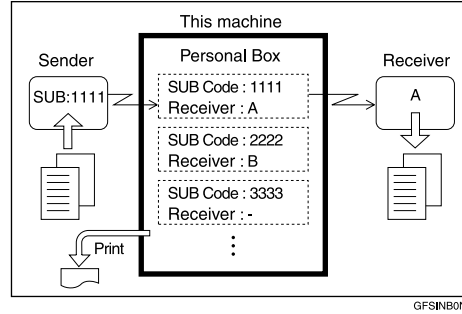 This machine
Sender
Personal Box
Receiver
SUB:1111
SUB Code : 1111
Receiver : A
A
SUB Code : 2222
Receiver : B
SUB Code : 3333
Receiver : -
Print
GFSINB0N